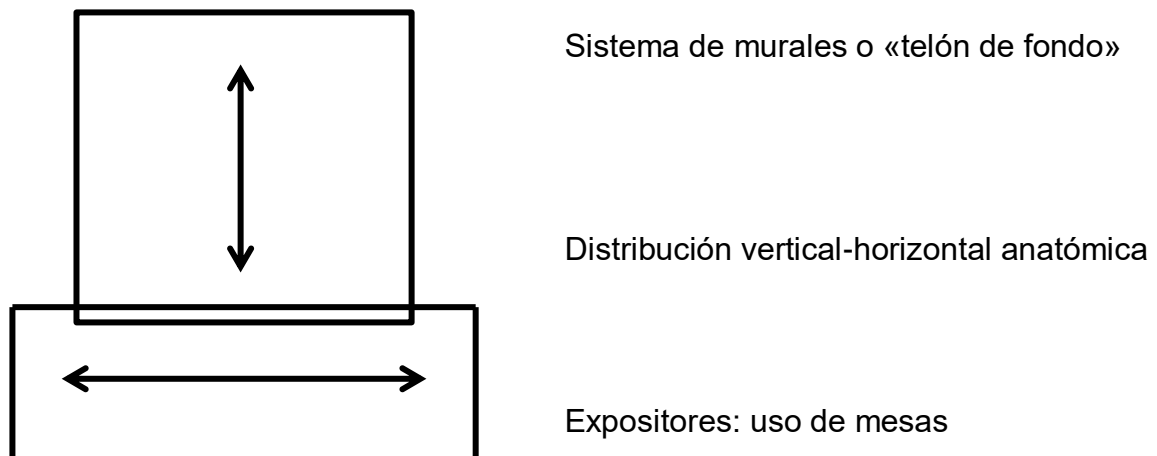 Sistema de murales o «telón de fondo»
Distribución vertical-horizontal anatómica
Expositores: uso de mesas